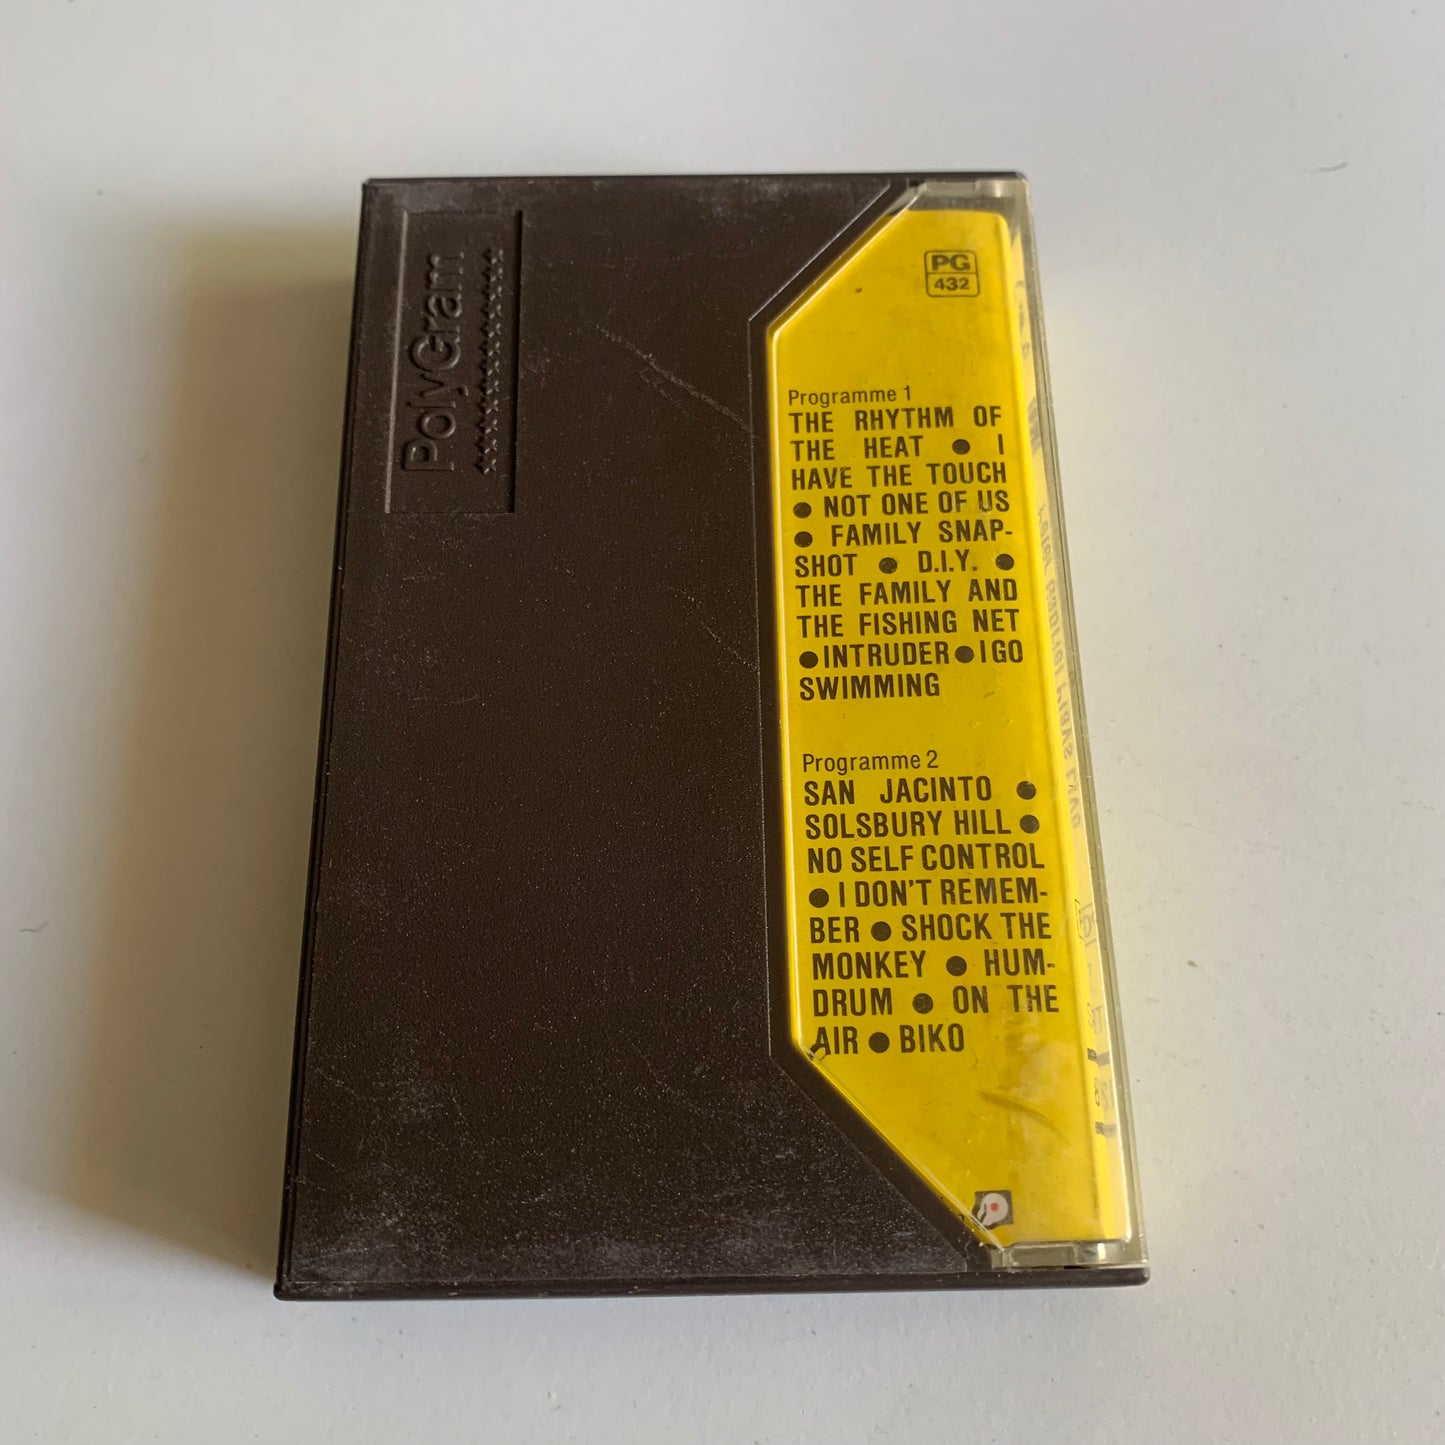 PolyGram
PG
432
Programme 1
THE RHYTHM OF
THE HEAT ● I
HAVE THE TOUCH
● NOT ONE OF US
● FAMILY SNAP-
SHOT ● D.I.Y. ●
THE FAMILY AND
THE FISHING NET
● INTRUDER ● I GO
SWIMMING
Programme 2
SAN JACINTO ●
SOLSBURY HILL ●
NO SELF CONTROL
● I DON'T REMEM-
BER ● SHOCK THE
MONKEY ● HUM-
DRUM ● ON THE
AIR ● BIKO